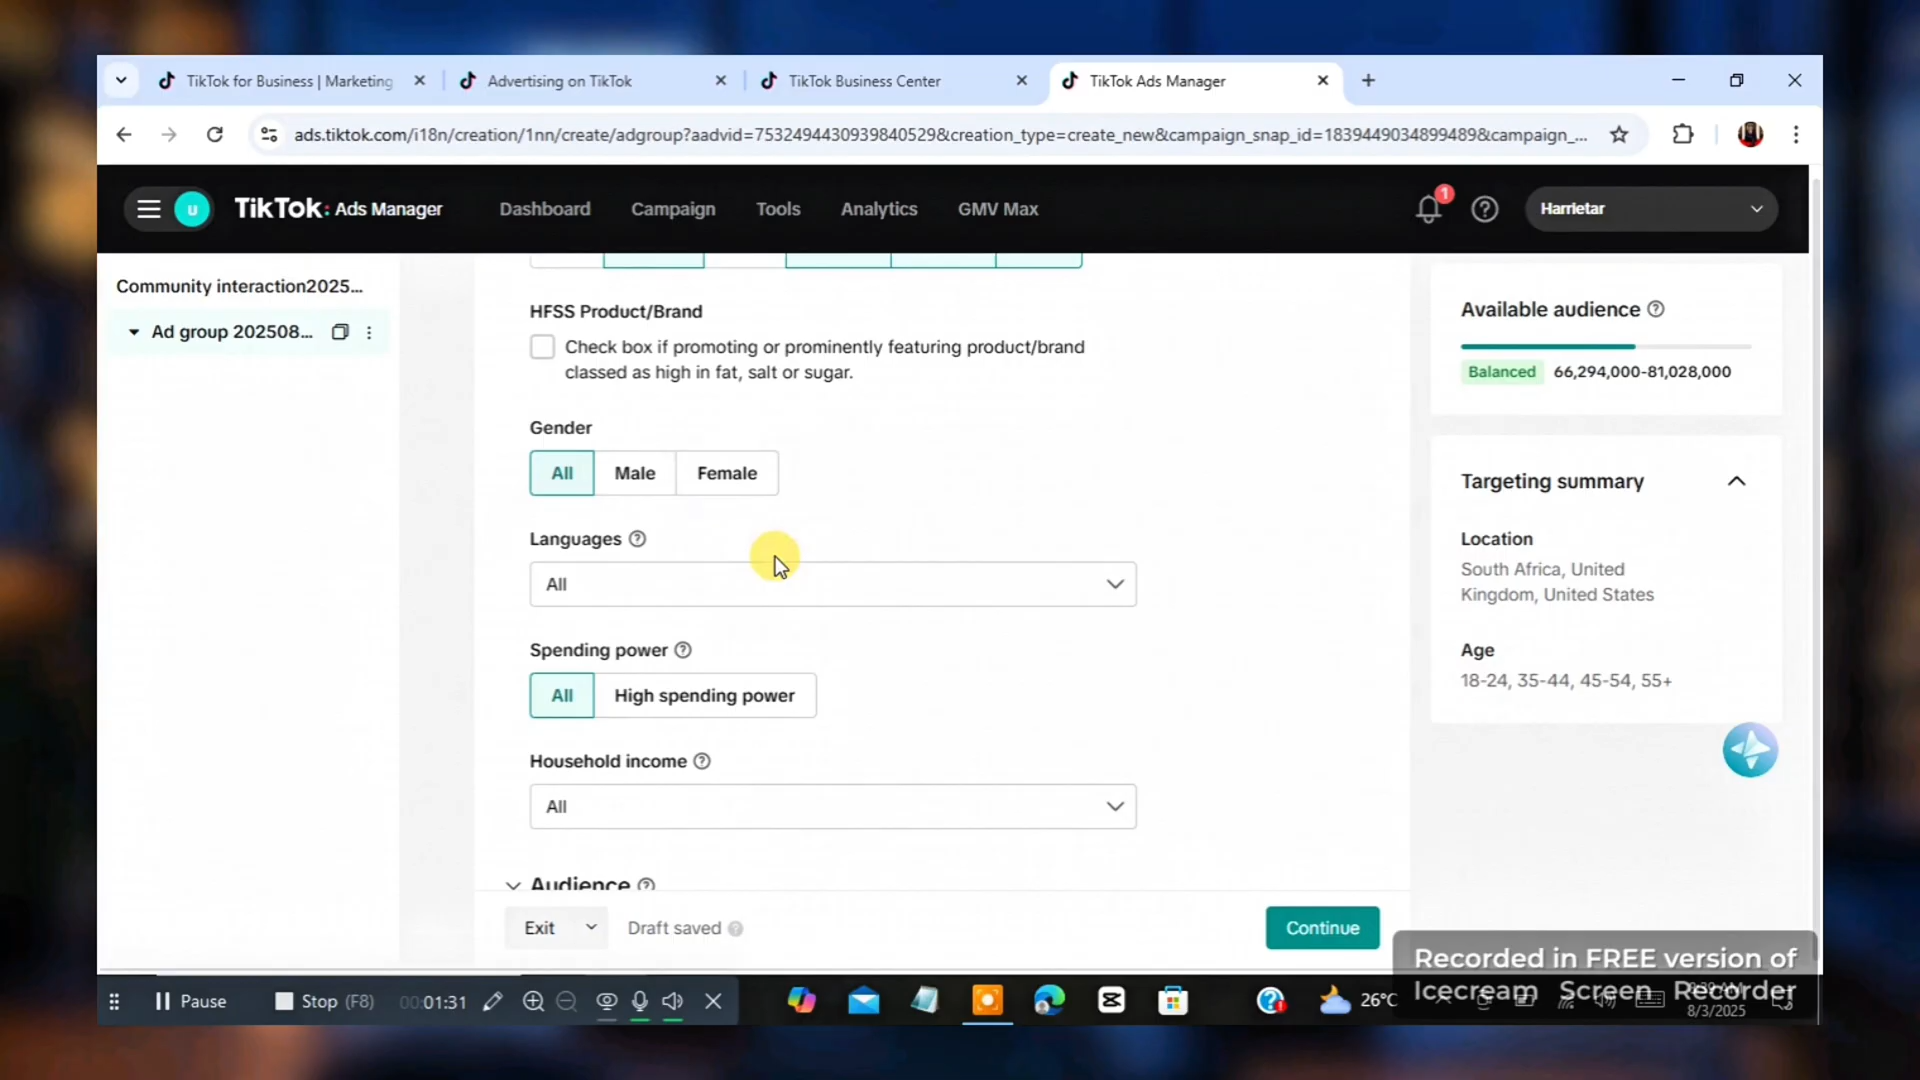 TikTok for Business | Marketing
Advertising on TikTok
TikTok Business Center
TikTok Ads Manager
ads.tiktok.com/i18n/creation/1nn/create/adgroup?aadvid=7532494430939840529&creation_type=create_new&campaign_snap_id=1839449034899489&campaign_...
U
TikTok: Ads Manager
Dashboard
Campaign
Tools
Analytics
GMV Max
1
Harrietar
Community interaction2025...
Ad group 202508...
HFSS Product/Brand
Check box if promoting or prominently featuring product/brand
classed as high in fat, salt or sugar.
Gender
All
Male
Female
Languages
All
Spending power
All
High spending power
Household income
All
Audience
Available audience
Balanced
66,294,000-81,028,000
Targeting summary
Location
South Africa, United
Kingdom, United States
Age
18-24, 35-44, 45-54, 55+
Exit
Draft saved
Continue
Recorded in FREE version of
Icecream Screen Recorder
Pause
Stop (F8)
00:01:31
26°C
8/3/2025